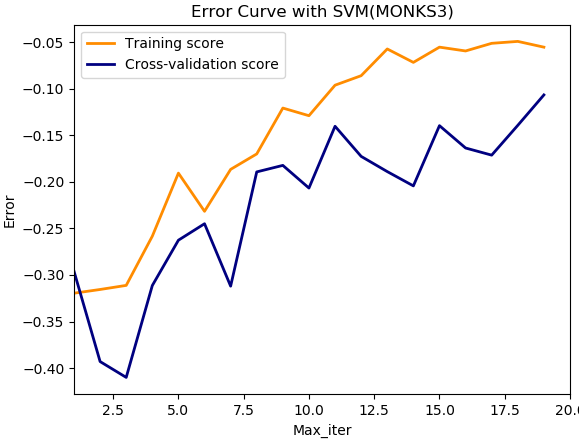 Error Curve with SVM(MONKS3)
Training score
Cross-validation score
Error
−0.05
−0.10
−0.15
−0.20
−0.25
−0.30
−0.35
−0.40
2.5 5.0 7.5 10.0 12.5 15.0 17.5 20.0
Max_iter